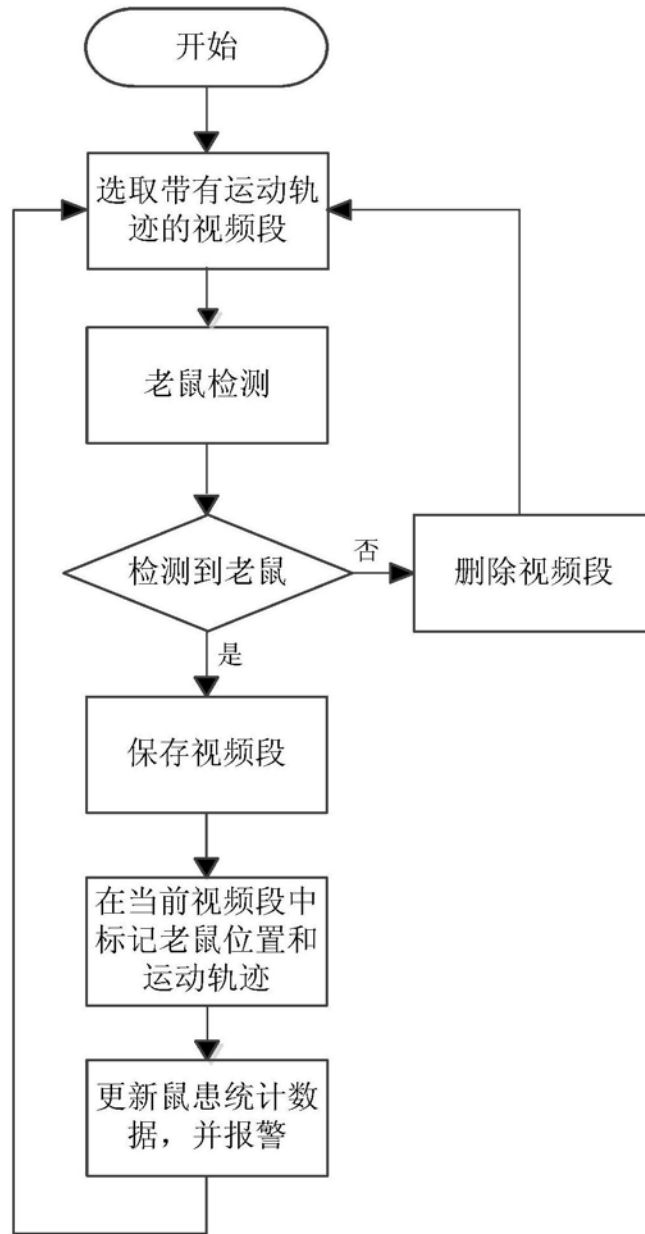 开始
选取带有运动轨
迹的视频段
老鼠检测
检测到老鼠
否
删除视频段
是
保存视频段
在当前视频段中
标记老鼠位置和
运动轨迹
更新鼠患统计数
据，并报警